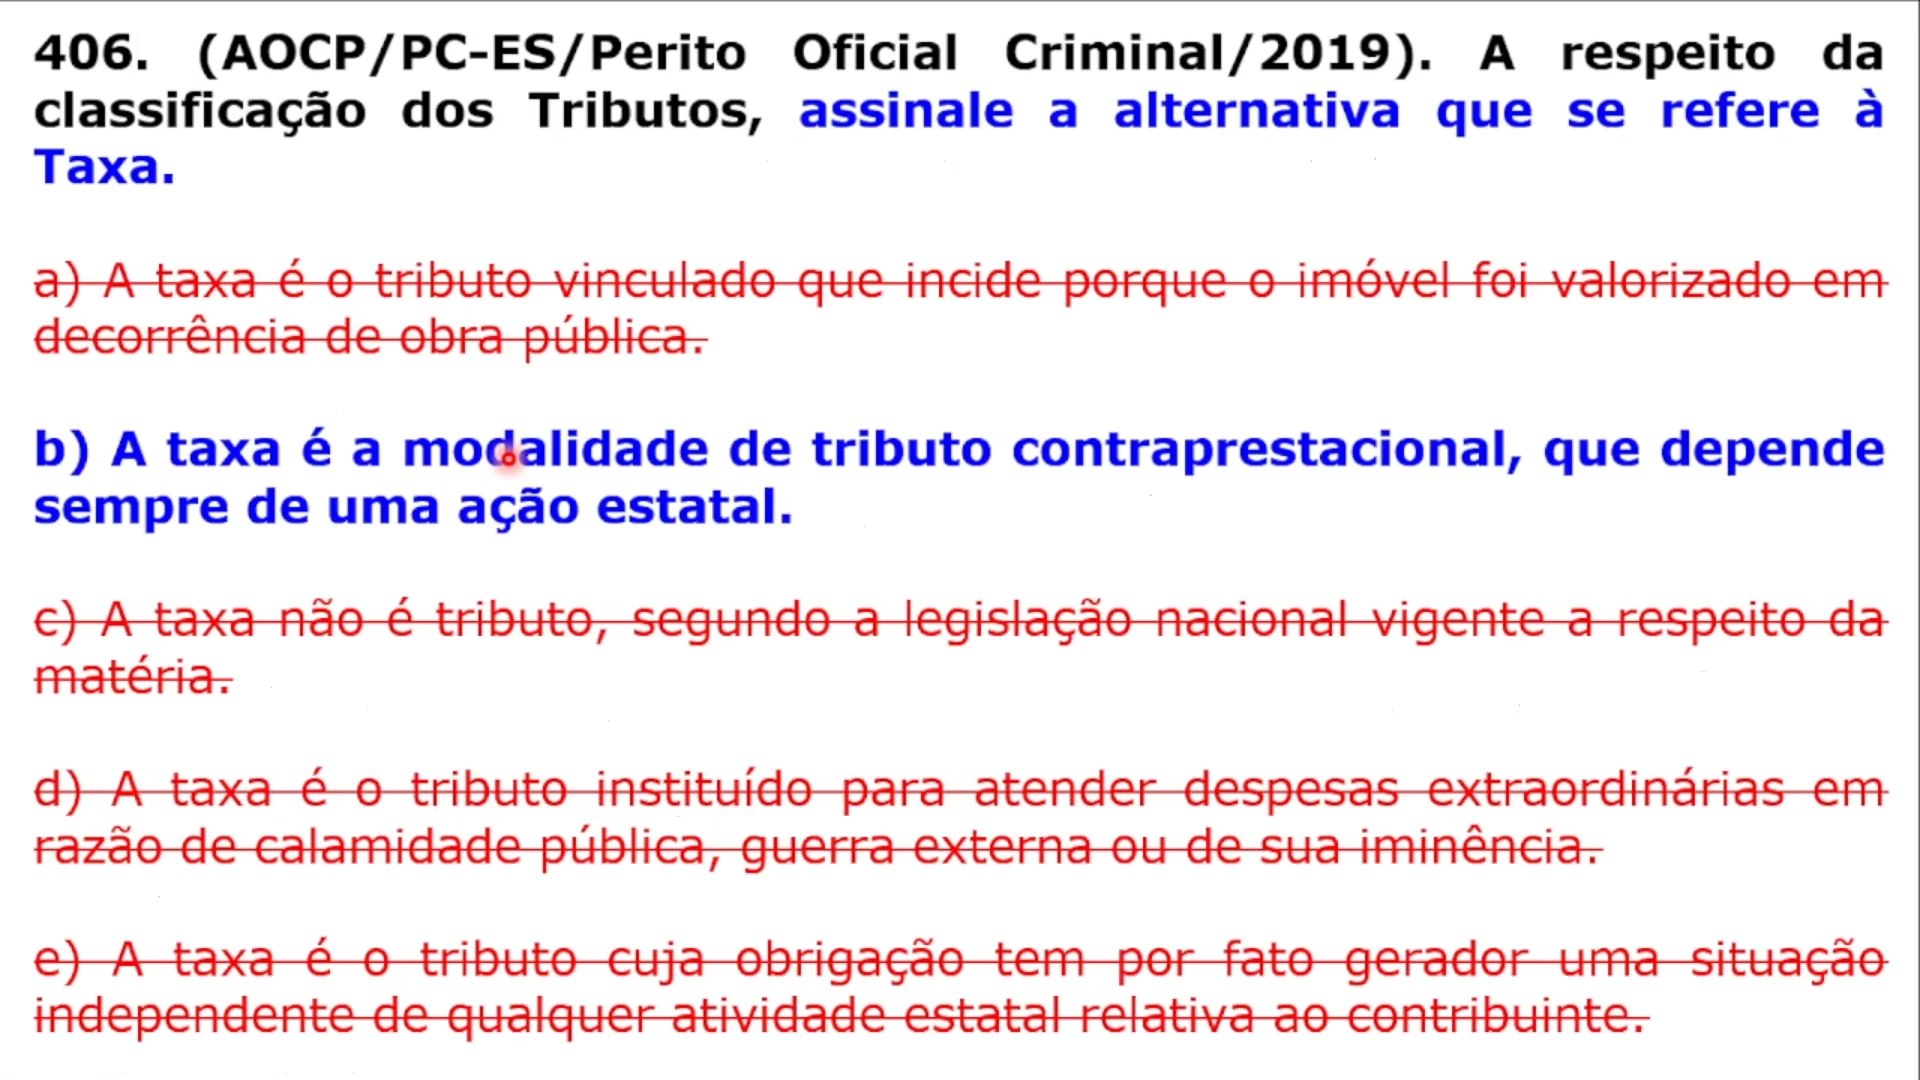 406. (AOCP/PC-ES/Perito Oficial Criminal/2019). A respeito da
classificação dos Tributos, assinale a alternativa que se refere à
Taxa.
a) A taxa é o tributo vinculado que incide porque o imóvel foi valorizado em
decorrência de obra pública.
b) A taxa é a modalidade de tributo contraprestacional, que depende
sempre de uma ação estatal.
c) A taxa não é tributo, segundo a legislação nacional vigente a respeito da
matéria.
d) A taxa é o tributo instituído para atender despesas extraordinárias em
razão de calamidade pública, guerra externa ou de sua iminência.
e) A taxa é o tributo cuja obrigação tem por fato gerador uma situação
independente de qualquer atividade estatal relativa ao contribuinte.